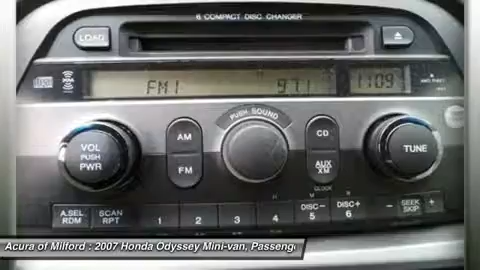 6 COMPACT DISC CHANGER
LOAD
FM1 97.1 1109
PUSH SOUND
VOL
PUSH
PWR
AM
FM
CD
AUX
XM
CLOCK
TUNE
A.SEL
RDM
SCAN
RPT
1 2 3 4
DISC-
5
DISC+
6
- SEEK +
SKIP
Acura of Milford : 2007 Honda Odyssey Mini-van, Passeng